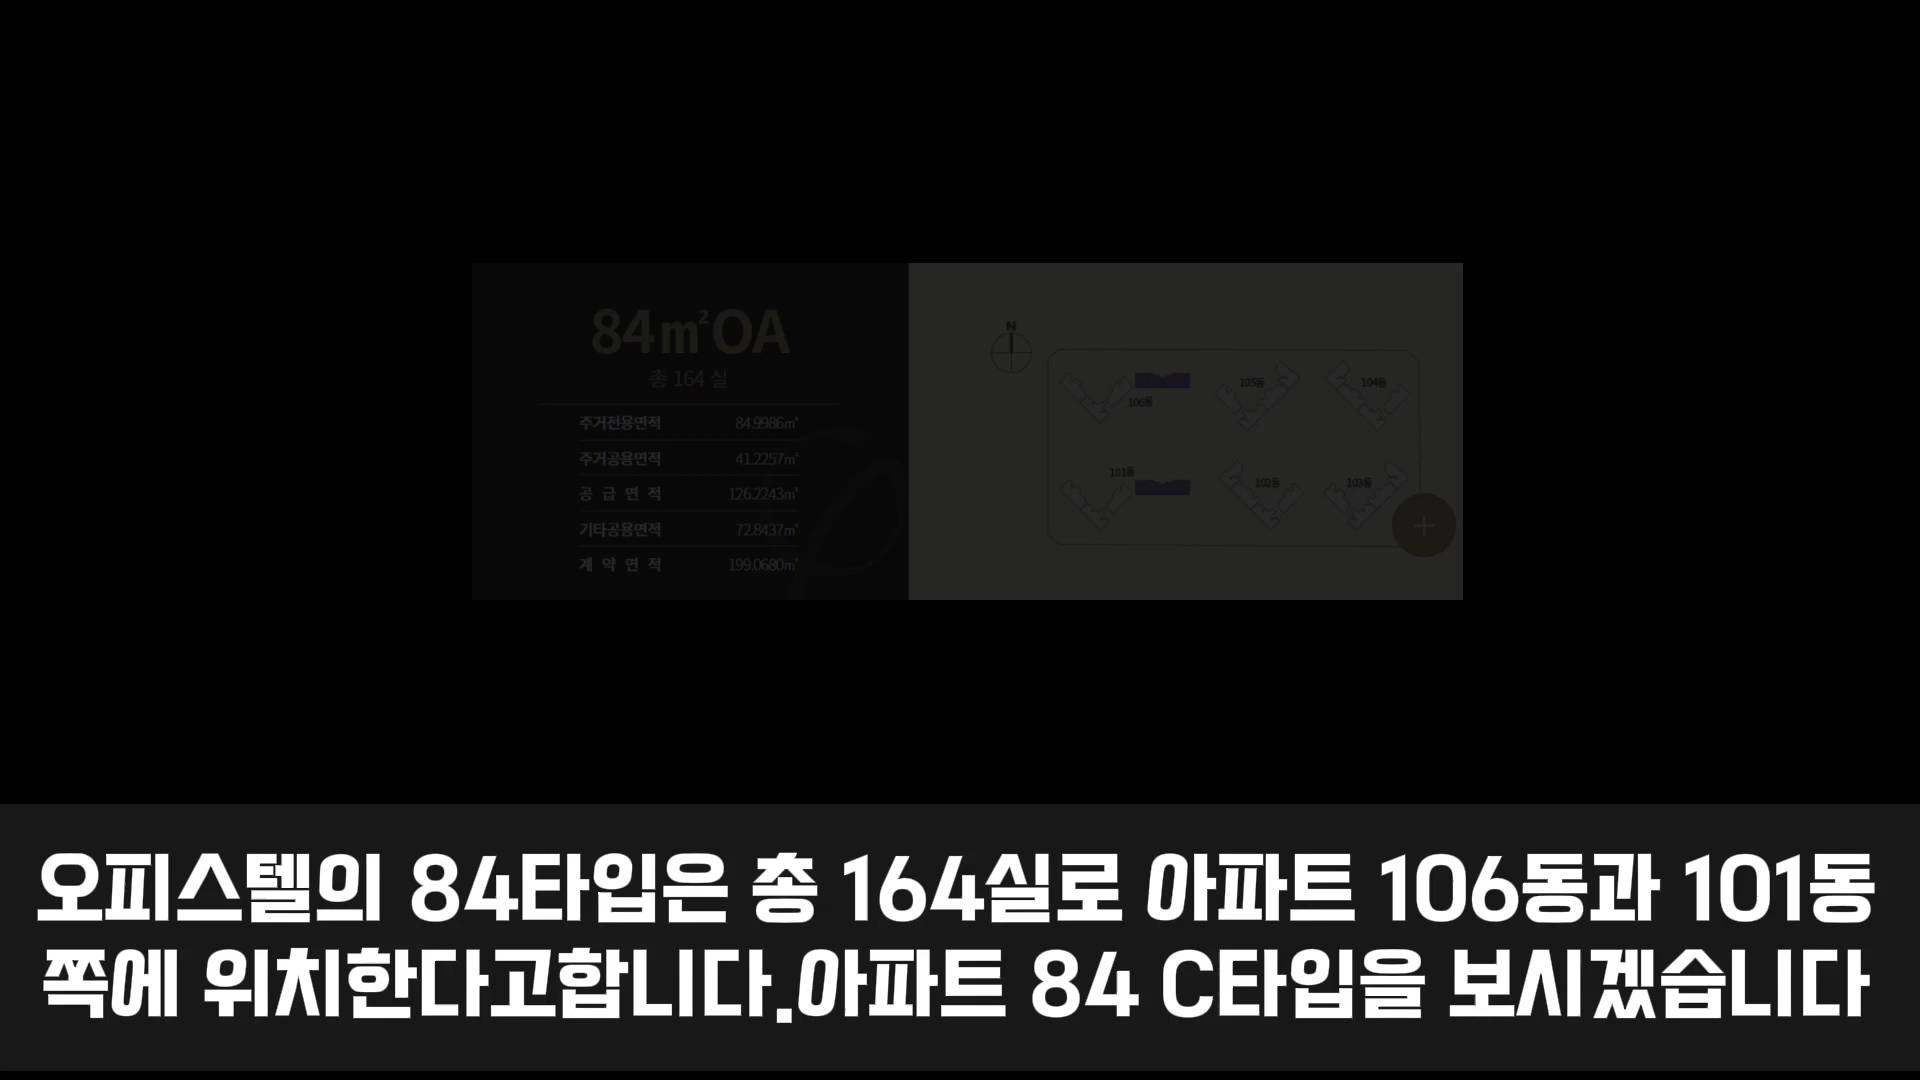 84㎡OA
총 164 실
주거전용면적 84.9986㎡
주거공용면적 41.2257㎡
공 급 면 적 126.2243㎡
기타공용면적 72.8437㎡
계 약 면 적 199.0680㎡
N
106동
105동
104동
101동
102동
103동
오피스텔의 84타입은 총 164실로 아파트 106동과 101동
쪽에 위치한다고합니다.아파트 84 C타입을 보시겠습니다